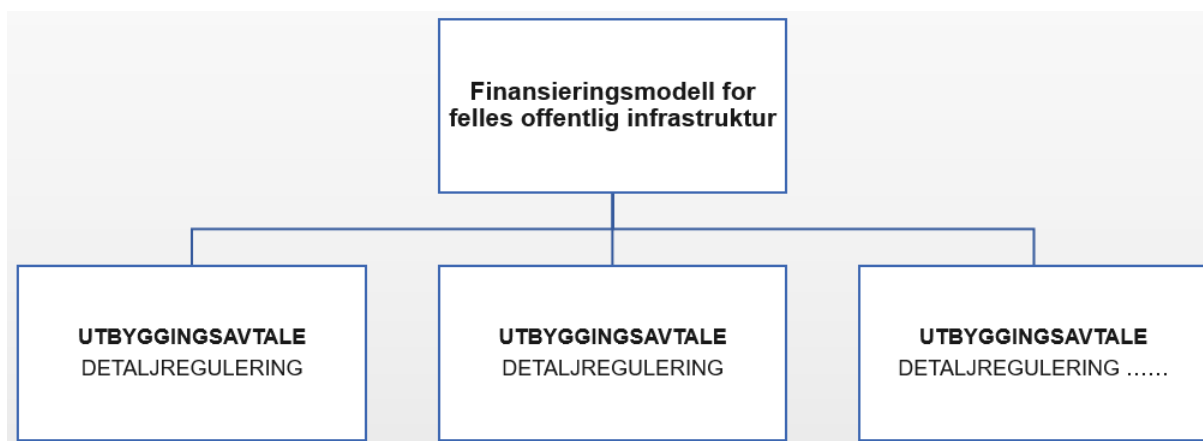 Finansieringsmodell for
felles offentlig infrastruktur
UTBYGGINGSAVTALE
DETALJREGULERING
UTBYGGINGSAVTALE
DETALJREGULERING
UTBYGGINGSAVTALE
DETALJREGULERING ......